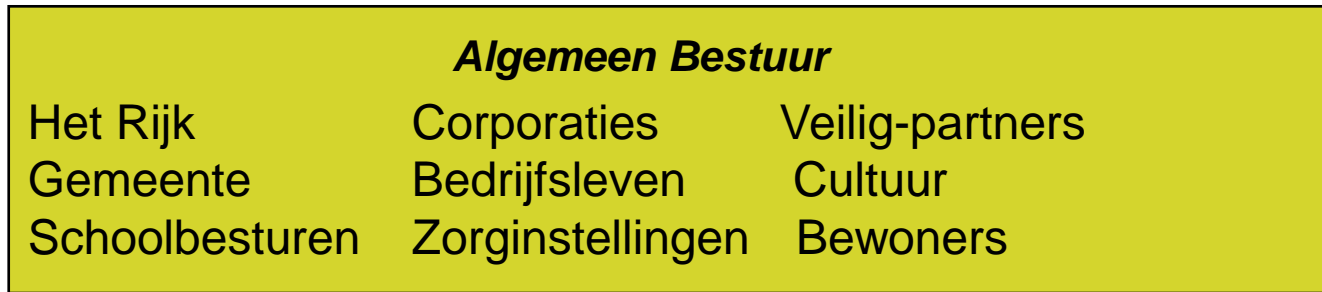 Algemeen Bestuur
Het Rijk Corporaties Veilig-partners
Gemeente Bedrijfsleven Cultuur
Schoolbesturen Zorginstellingen Bewoners